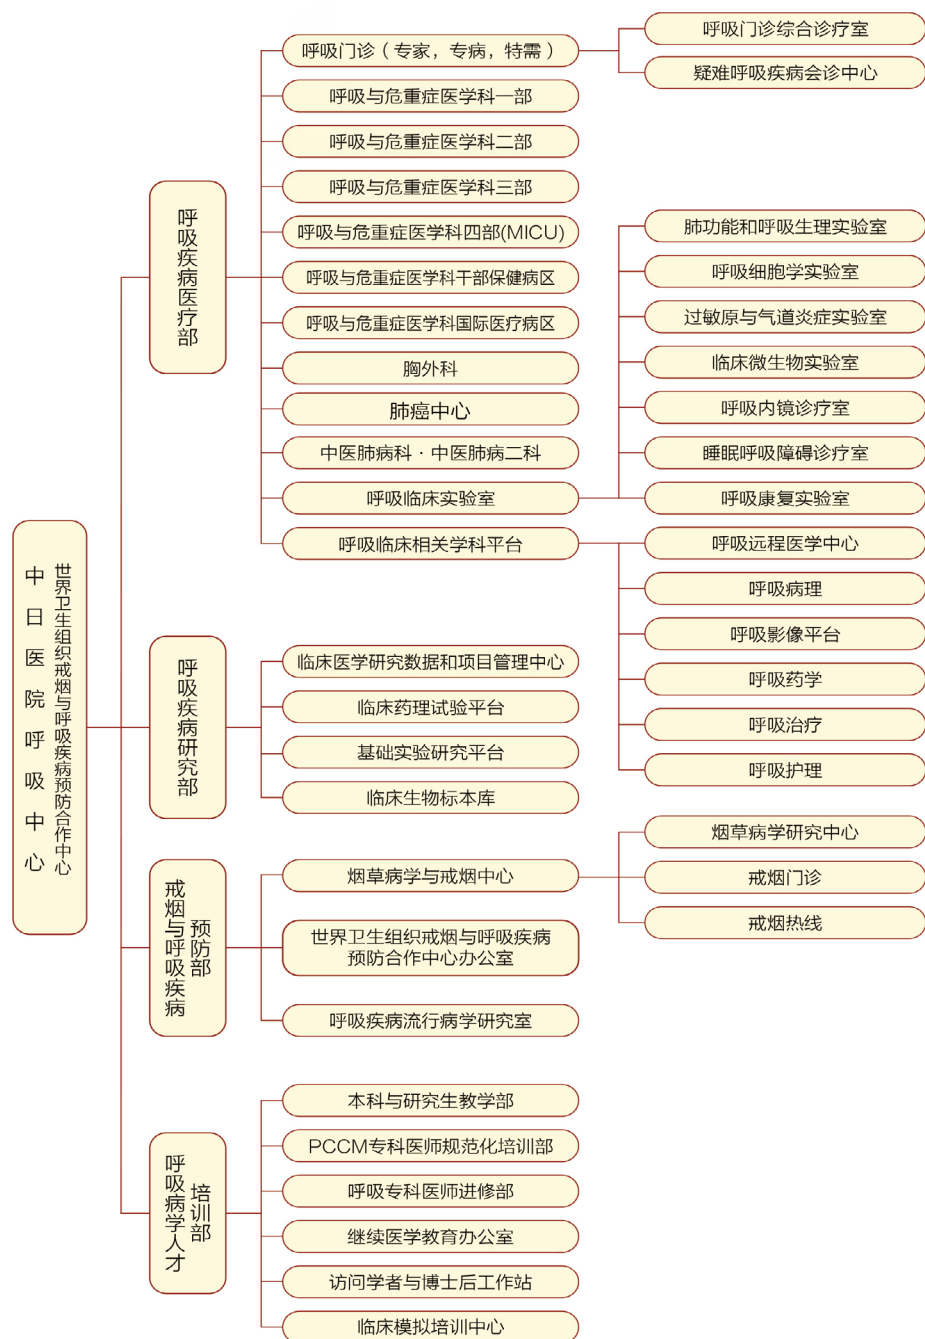 中日医院呼吸中心
世界卫生组织戒烟与呼吸疾病预防合作中心
呼吸疾病医疗部
呼吸门诊（专家，专病，特需）
呼吸门诊综合诊疗室
疑难呼吸疾病会诊中心
呼吸与危重症医学科一部
呼吸与危重症医学科二部
呼吸与危重症医学科三部
呼吸与危重症医学科四部(MICU)
呼吸与危重症医学科干部保健病区
呼吸与危重症医学科国际医疗病区
胸外科
肺癌中心
中医肺病科·中医肺病二科
呼吸临床实验室
肺功能和呼吸生理实验室
呼吸细胞学实验室
过敏原与气道炎症实验室
临床微生物实验室
呼吸内镜诊疗室
睡眠呼吸障碍诊疗室
呼吸康复实验室
呼吸临床相关学科平台
呼吸远程医学中心
呼吸病理
呼吸影像平台
呼吸药学
呼吸治疗
呼吸护理
呼吸疾病研究部
临床医学研究数据和项目管理中心
临床药理试验平台
基础实验研究平台
临床生物标本库
戒烟与呼吸疾病
预防部
烟草病学与戒烟中心
烟草病学研究中心
戒烟门诊
戒烟热线
世界卫生组织戒烟与呼吸疾病
预防合作中心办公室
呼吸疾病流行病学研究室
呼吸病学人才
培训部
本科与研究生教学部
PCCM专科医师规范化培训部
呼吸专科医师进修部
继续医学教育办公室
访问学者与博士后工作站
临床模拟培训中心